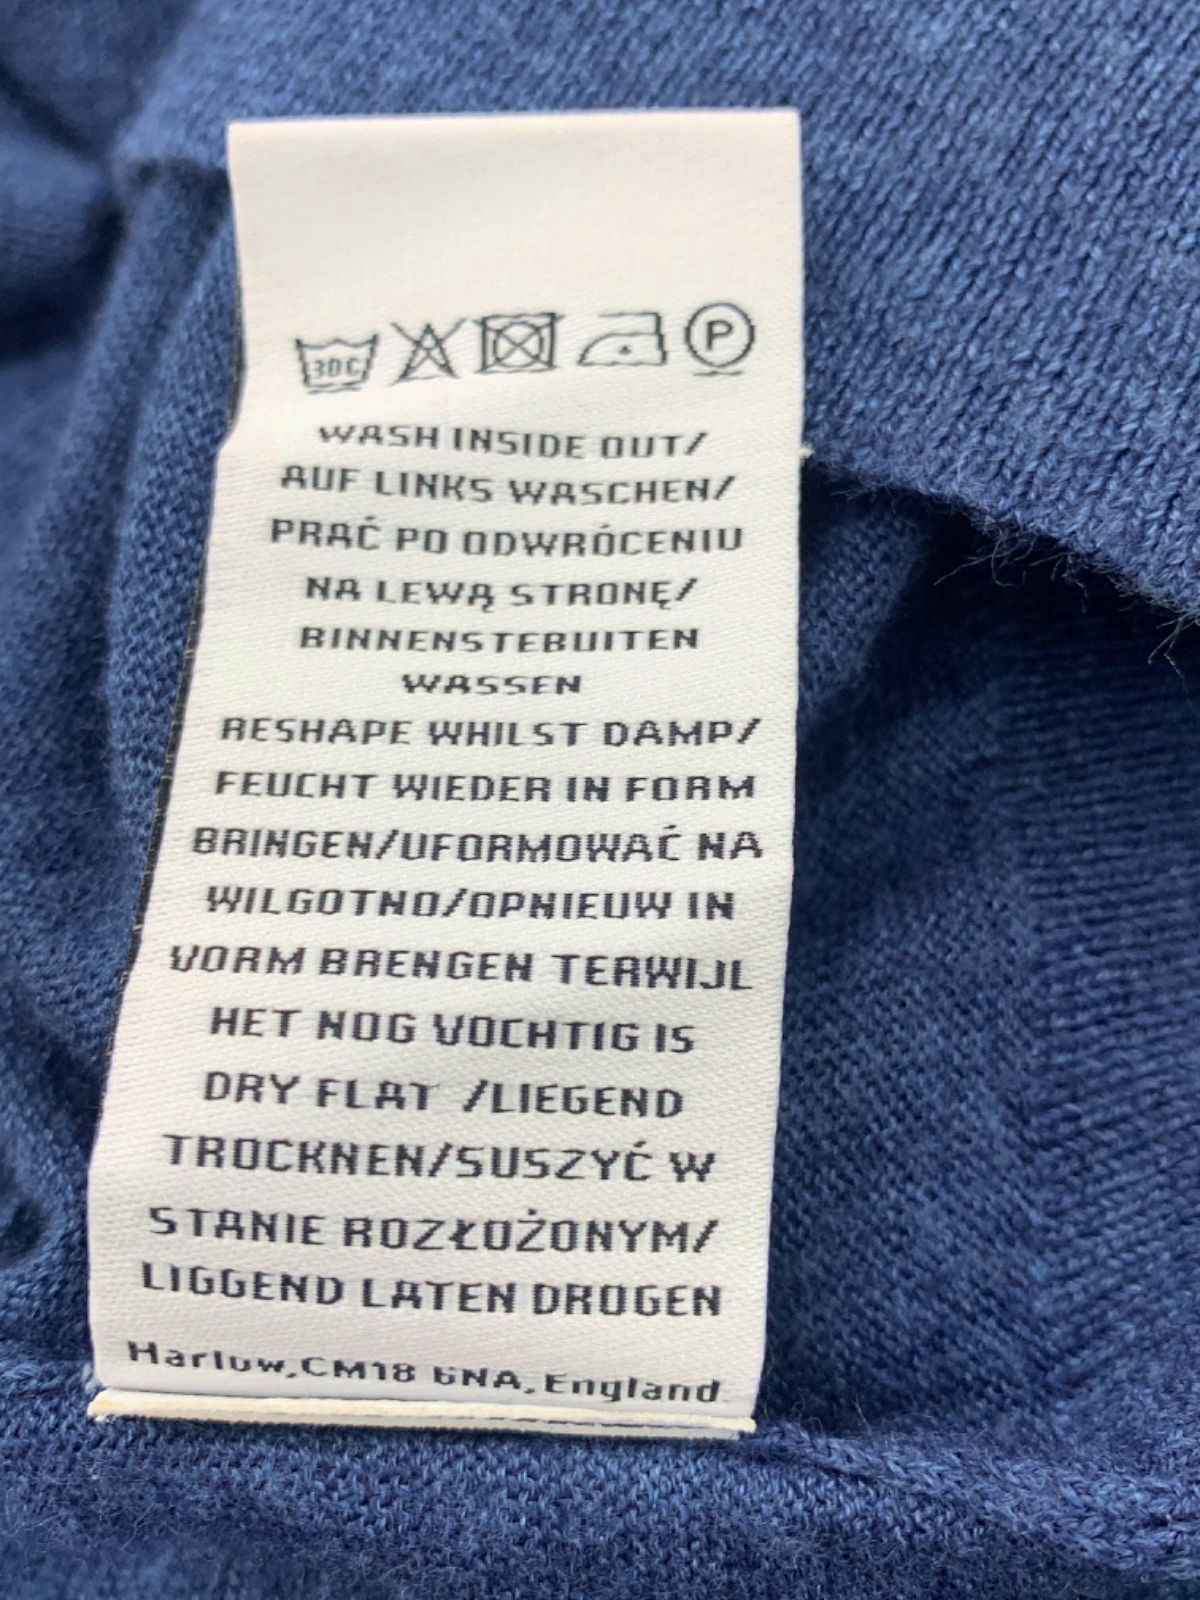 30C P
WASH INSIDE OUT/
AUF LINKS WASCHEN/
PRAĆ PO ODWRÓCENIU
NA LEWĄ STRONĘ/
BINNENSTEBUITEN
WASSEN
RESHAPE WHILST DAMP/
FEUCHT WIEDER IN FORM
BRINGEN/UFORMOWAĆ NA
WILGOTNO/OPNIEUW IN
VORM BRENGEN TERWIJL
HET NOG VOCHTIG IS
DRY FLAT /LIEGEND
TROCKNEN/SUSZYĆ W
STANIE ROZŁOŻONYM/
LIGGEND LATEN DROGEN
Harlow,CM18 6NA,England